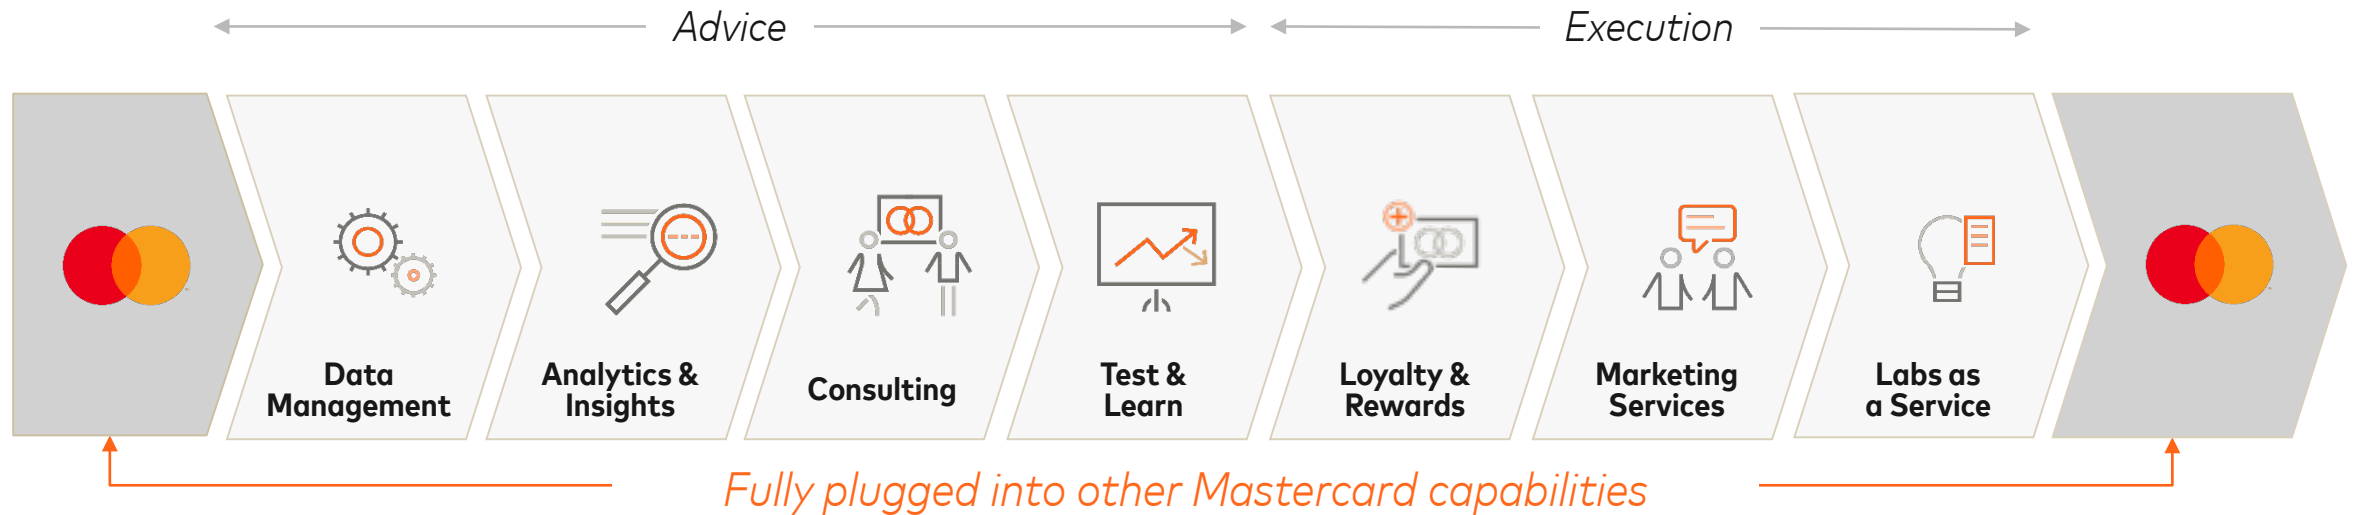 Advice
Execution
Data
Management
Analytics &
Insights
Consulting
Test &
Learn
Loyalty &
Rewards
Marketing
Services
Labs as
a Service
Fully plugged into other Mastercard capabilities